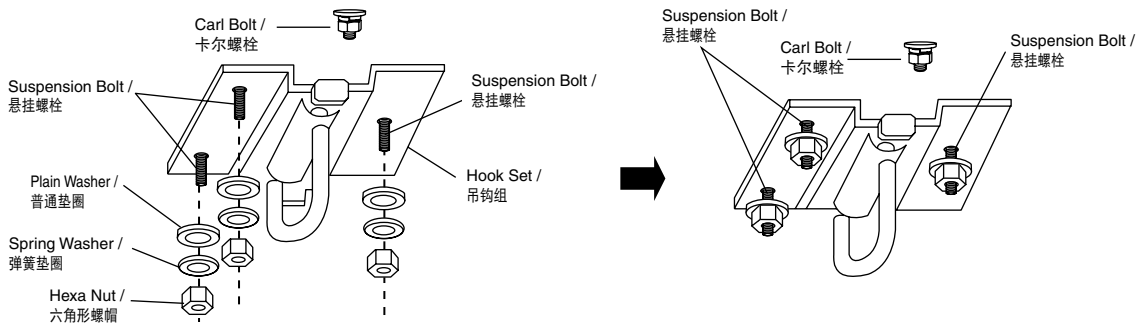 Carl Bolt /
卡尔螺栓
Suspension Bolt /
悬挂螺栓
Suspension Bolt /
悬挂螺栓
Plain Washer /
普通垫圈
Hook Set /
吊钩组
Spring Washer /
弹簧垫圈
Hexa Nut /
六角形螺帽
Suspension Bolt /
悬挂螺栓
Carl Bolt /
卡尔螺栓
Suspension Bolt /
悬挂螺栓